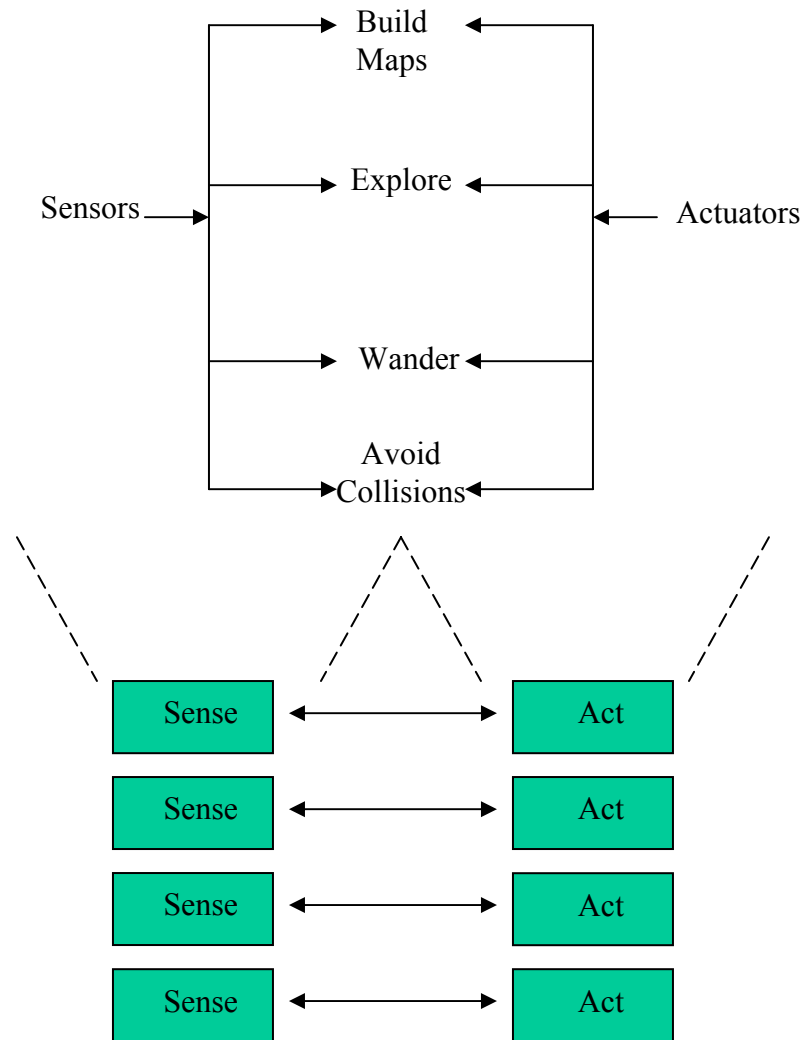 Build
Maps
Explore
Sensors
Actuators
Wander
Avoid
Collisions
Sense
Act
Sense
Act
Sense
Act
Sense
Act